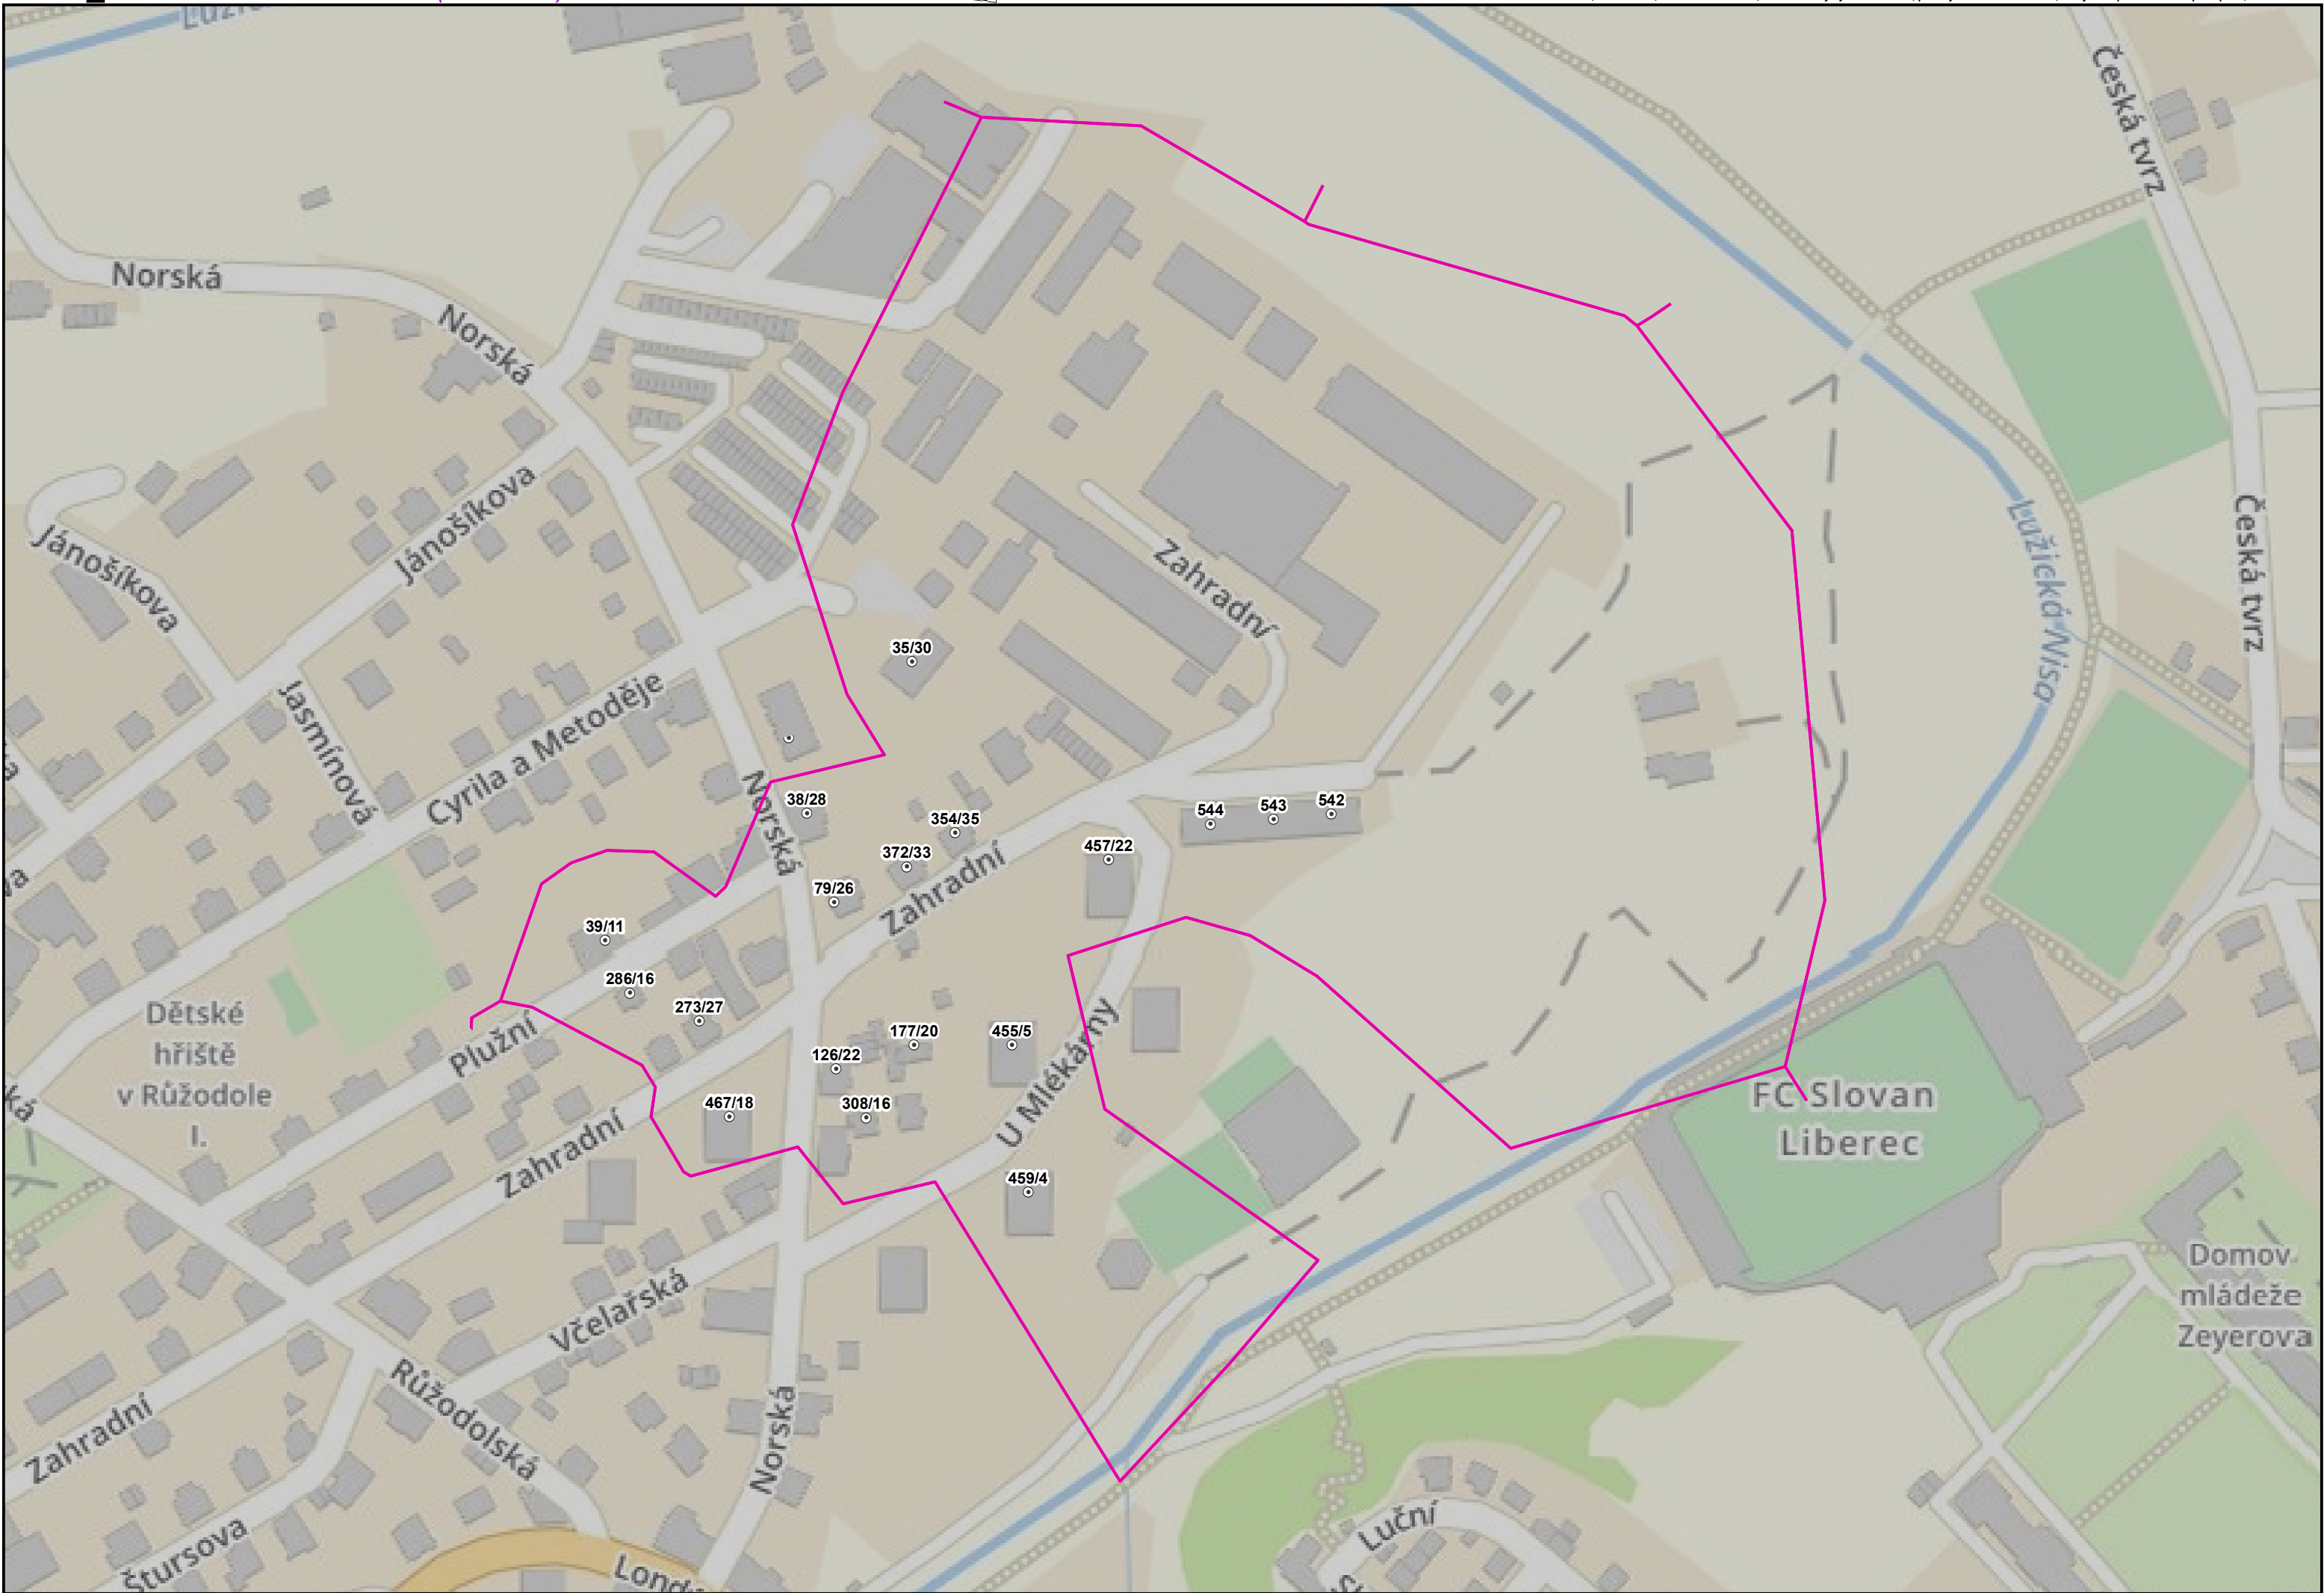 Česká tvrz
Norská
Norská
Jánošíkova
Jánošíkova
Zahradní
Česká tvrz
Lužická Nisa
35/30
Jasmínová
Cyrila a Metoděje
Norská
38/28
354/35
544
543
542
372/33
457/22
79/26
Zahradní
39/11
286/16
273/27
Dětské
hřiště
v Růžodole
I.
Plužní
177/20
455/5
126/22
U Mlékárny
467/18
308/16
FC Slovan
Liberec
Zahradní
459/4
Domov
mládeže
Zeyerova
Včelařská
Růžodolská
Norská
Zahradní
Luční
Štursova